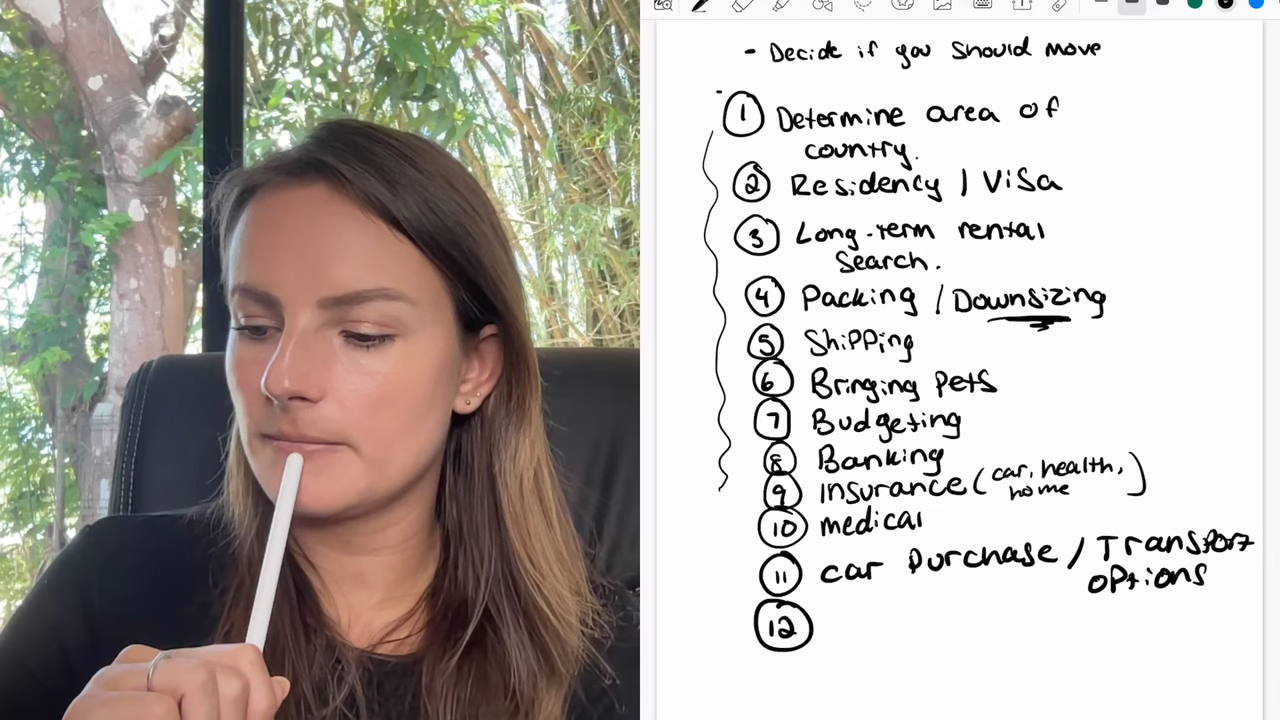 - Decide if you should move
1 Determine area of
country.
2 Residency / Visa
3 Long-term rental
search.
4 Packing / Downsizing
5 Shipping
6 Bringing pets
7 Budgeting
8 Banking
9 Insurance (car, health,
home)
10 medical
11 car purchase / Transport
options
12